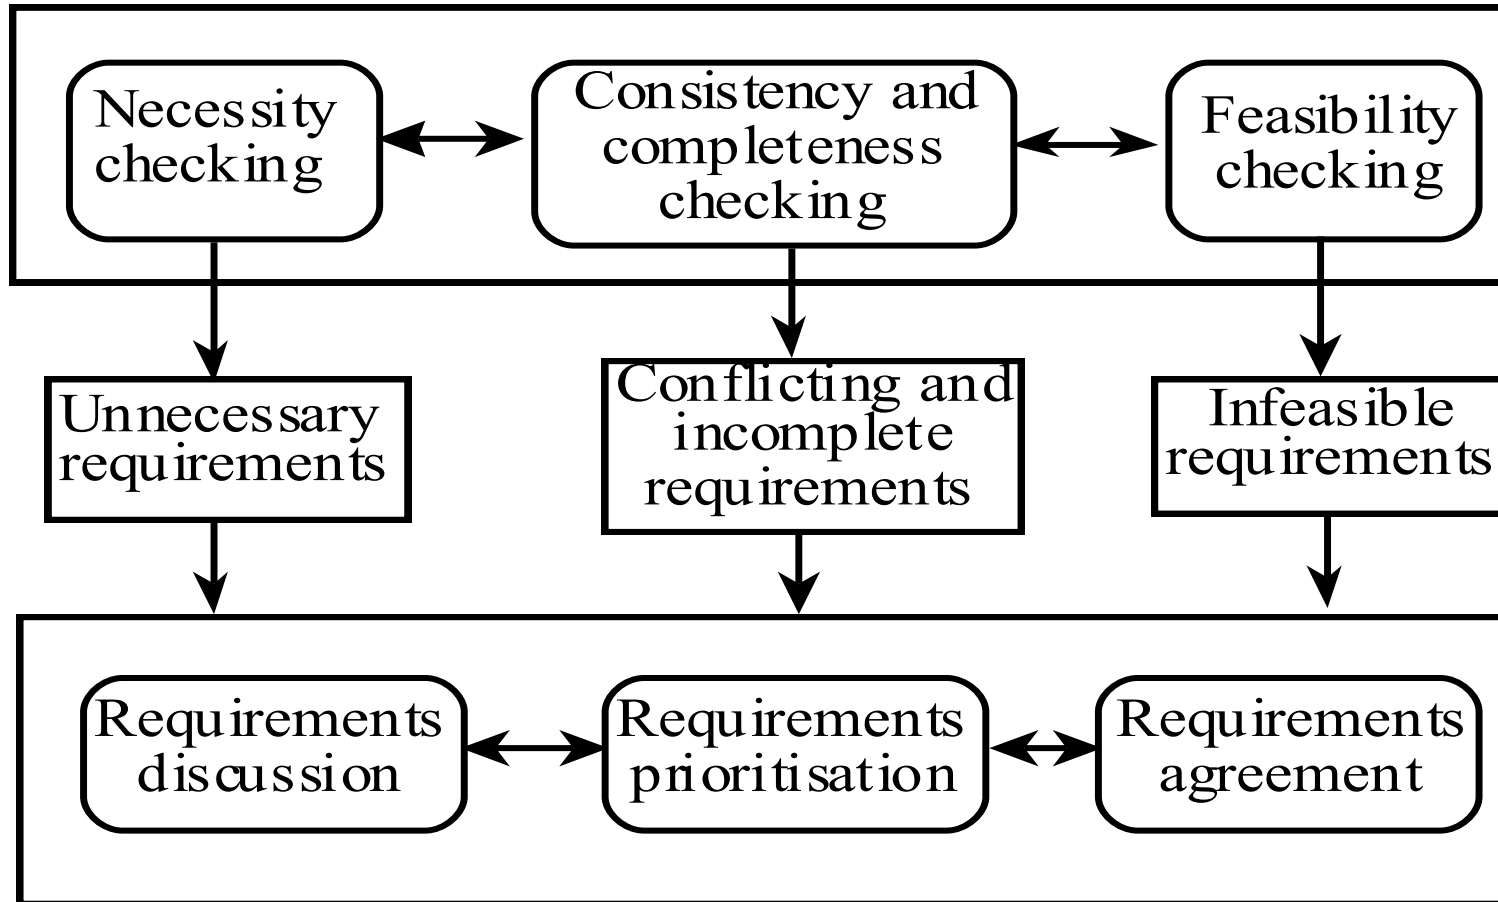 Necessity
checking
Consistency and
completeness
checking
Feasibility
checking
Unnecessary
requirements
Conflicting and
incomplete
requirements
Infeasible
requirements
Requirements
discussion
Requirements
prioritisation
Requirements
agreement